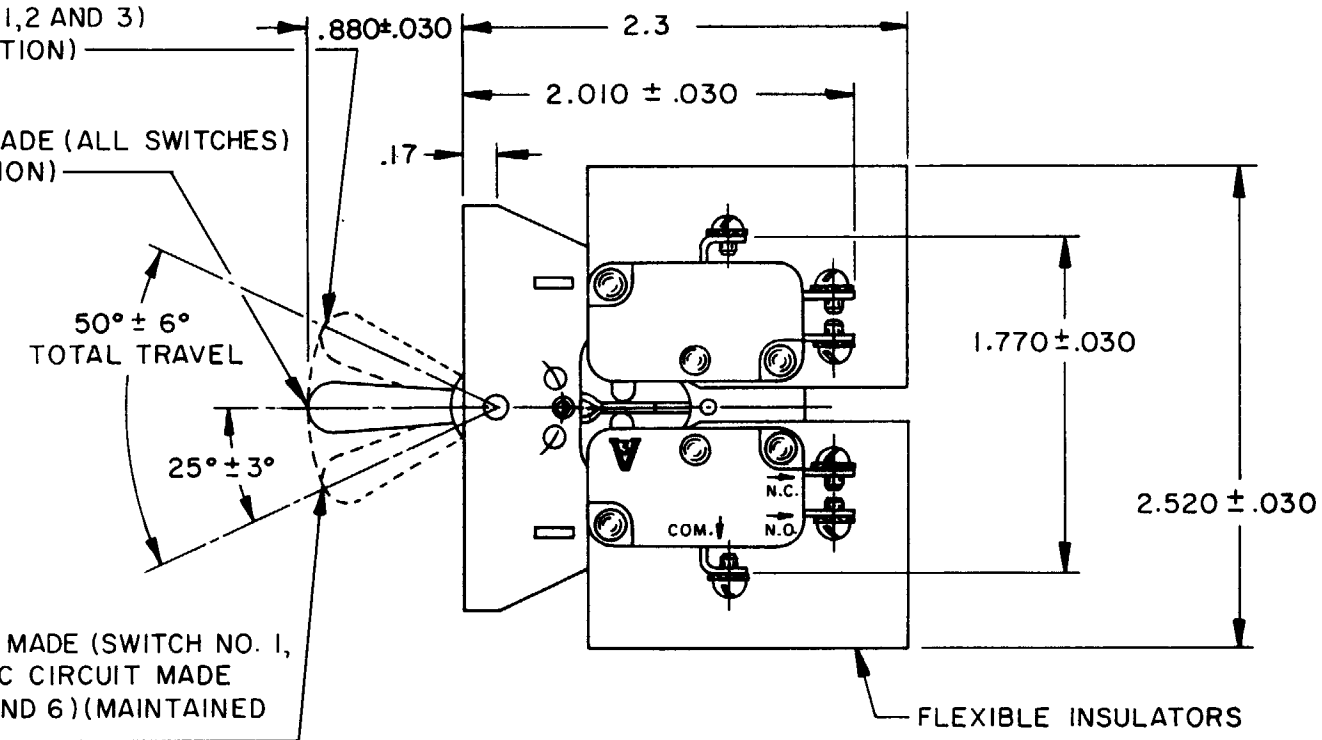 1,2 AND 3)
TION)
.880±.030
2.3
2.010 ± .030
ADE (ALL SWITCHES)
ION)
.17
50° ± 6°
TOTAL TRAVEL
1.770±.030
25° ± 3°
N.C.
2.520 ± .030
COM.
N.O.
MADE (SWITCH NO. 1,
C CIRCUIT MADE
ND 6)(MAINTAINED
FLEXIBLE INSULATORS